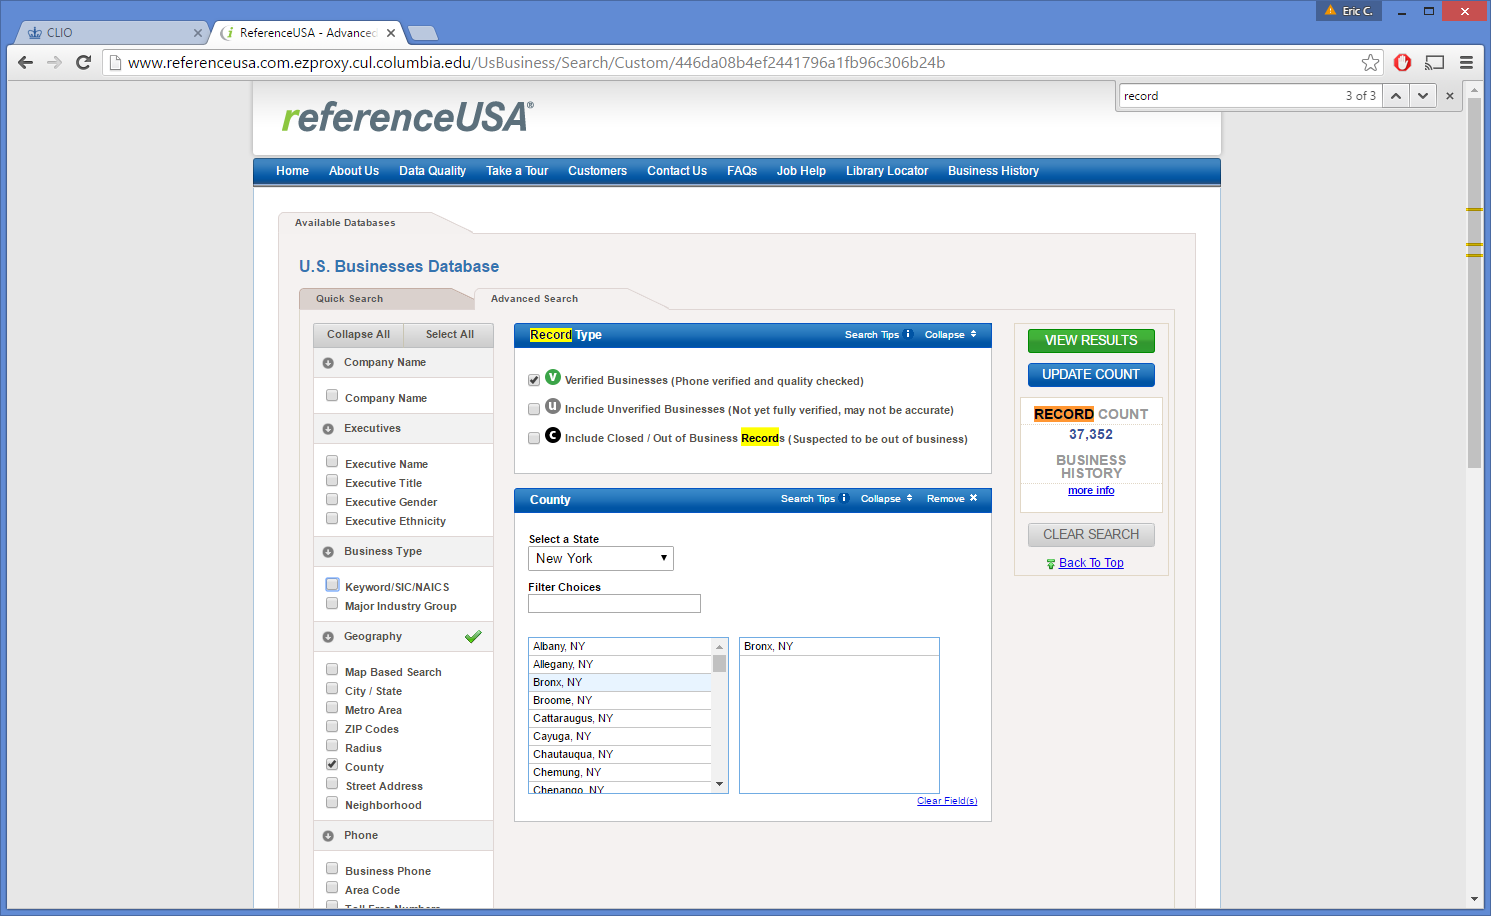 Eric C.
CLIO
ReferenceUSA - Advanced
www.referenceusa.com.ezproxy.cul.columbia.edu/UsBusiness/Search/Custom/446da08b4ef2441796a1fb96c306b24b
record 3 of 3
referenceUSA®
Home About Us Data Quality Take a Tour Customers Contact Us FAQs Job Help Library Locator Business History
Available Databases
U.S. Businesses Database
Quick Search Advanced Search
Collapse All Select All
Company Name
Company Name
Executives
Executive Name
Executive Title
Executive Gender
Executive Ethnicity
Business Type
Keyword/SIC/NAICS
Major Industry Group
Geography
Map Based Search
City / State
Metro Area
ZIP Codes
Radius
County
Street Address
Neighborhood
Phone
Business Phone
Area Code
Toll Free Numbers
Record Type Search Tips i Collapse
V Verified Businesses (Phone verified and quality checked)
U Include Unverified Businesses (Not yet fully verified, may not be accurate)
C Include Closed / Out of Business Records (Suspected to be out of business)
County Search Tips i Collapse Remove
Select a State
New York
Filter Choices
Albany, NY
Allegany, NY
Bronx, NY
Broome, NY
Cattaraugus, NY
Cayuga, NY
Chautauqua, NY
Chemung, NY
Chenango, NY
Bronx, NY
Clear Field(s)
VIEW RESULTS
UPDATE COUNT
RECORD COUNT
37,352
BUSINESS
HISTORY
more info
CLEAR SEARCH
Back To Top